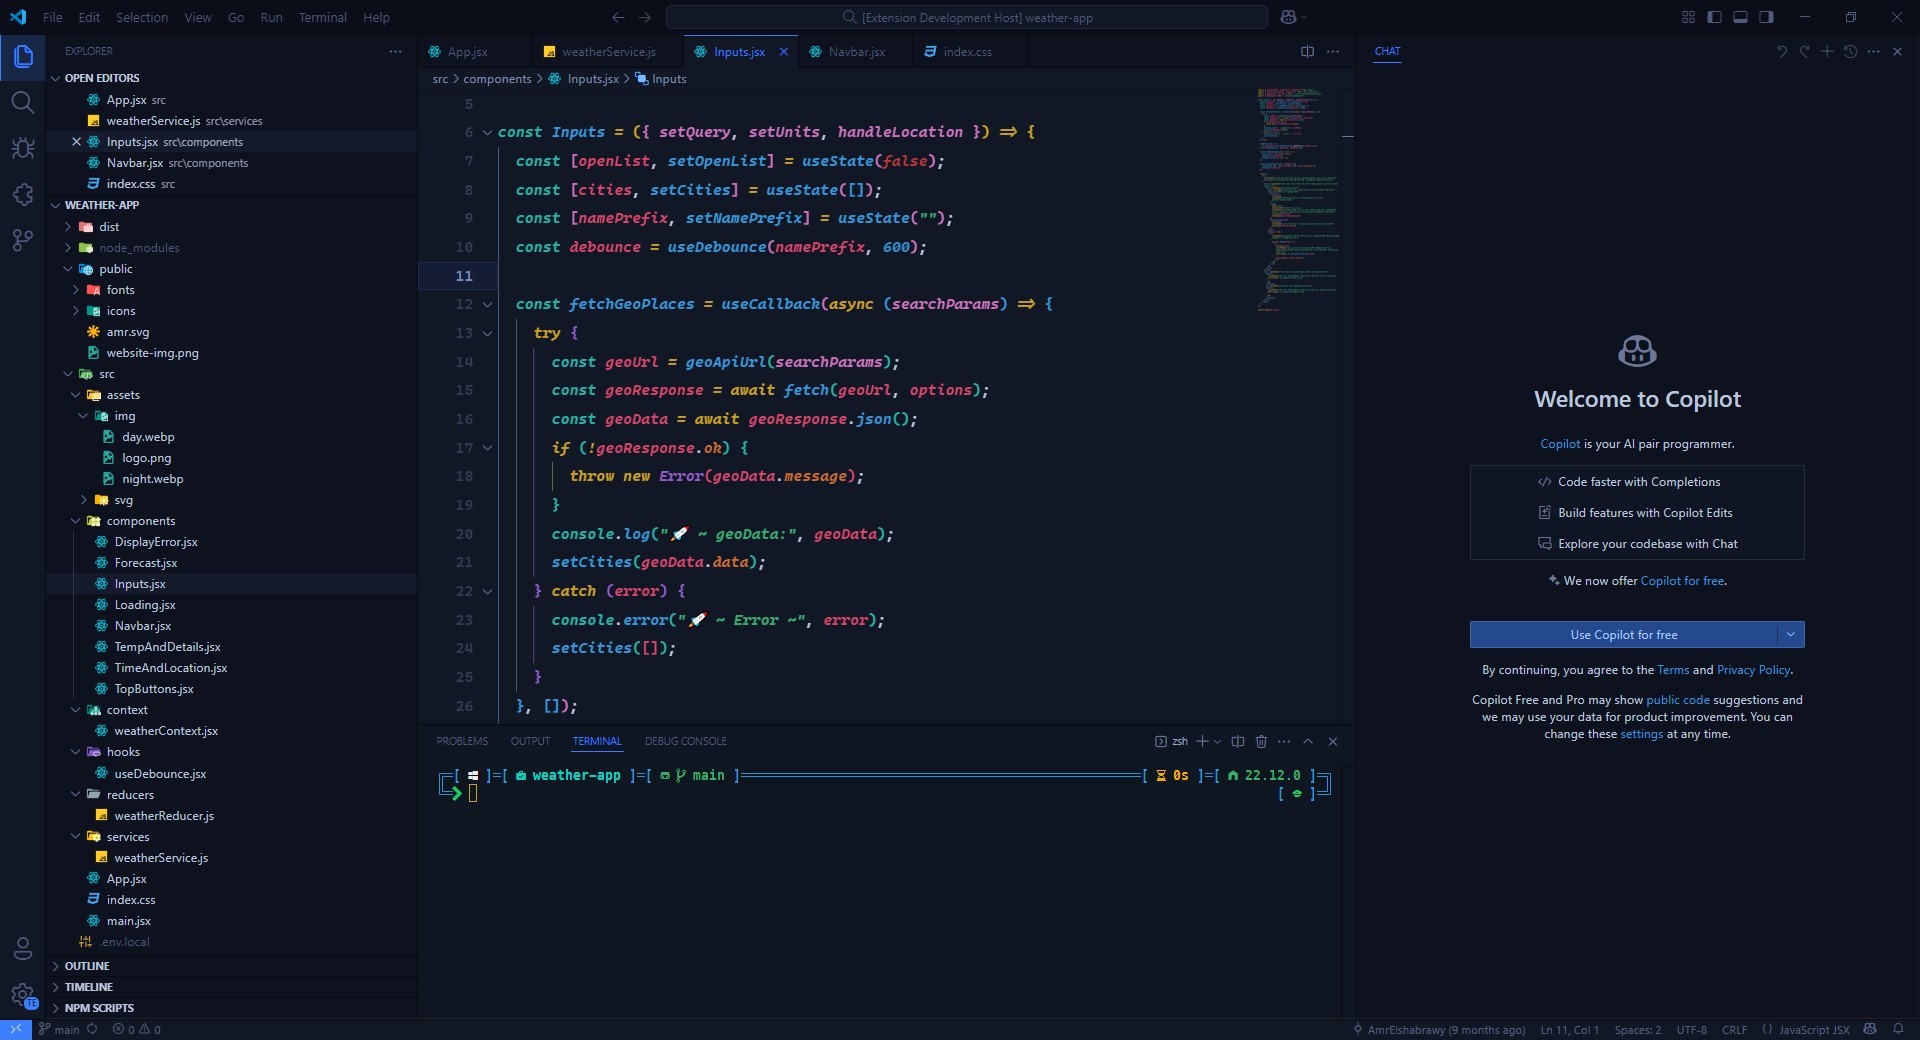 File Edit Selection View Go Run Terminal Help
[Extension Development Host] weather-app
EXPLORER
OPEN EDITORS
App.jsx src
weatherService.js src\services
Inputs.jsx src\components
Navbar.jsx src\components
index.css src
WEATHER-APP
dist
node_modules
public
fonts
icons
amr.svg
website-img.png
src
assets
img
day.webp
logo.png
night.webp
svg
components
DisplayError.jsx
Forecast.jsx
Inputs.jsx
Loading.jsx
Navbar.jsx
TempAndDetails.jsx
TimeAndLocation.jsx
TopButtons.jsx
context
weatherContext.jsx
hooks
useDebounce.jsx
reducers
weatherReducer.js
services
weatherService.js
App.jsx
index.css
main.jsx
.env.local
OUTLINE
TIMELINE
NPM SCRIPTS
App.jsx weatherService.js Inputs.jsx Navbar.jsx index.css
src > components > Inputs.jsx > Inputs
5
6 const Inputs = ({ setQuery, setUnits, handleLocation }) => {
7 const [openList, setOpenList] = useState(false);
8 const [cities, setCities] = useState([]);
9 const [namePrefix, setNamePrefix] = useState("");
10 const debounce = useDebounce(namePrefix, 600);
11
12 const fetchGeoPlaces = useCallback(async (searchParams) => {
13 try {
14 const geoUrl = geoApiUrl(searchParams);
15 const geoResponse = await fetch(geoUrl, options);
16 const geoData = await geoResponse.json();
17 if (!geoResponse.ok) {
18 throw new Error(geoData.message);
19 }
20 console.log("🚀 ~ geoData:", geoData);
21 setCities(geoData.data);
22 } catch (error) {
23 console.error("🚀 ~ Error ~", error);
24 setCities([]);
25 }
26 }, []);
PROBLEMS OUTPUT TERMINAL DEBUG CONSOLE
zsh
weather-app main 0s 22.12.0
CHAT
Welcome to Copilot
Copilot is your AI pair programmer.
Code faster with Completions
Build features with Copilot Edits
Explore your codebase with Chat
We now offer Copilot for free.
Use Copilot for free
By continuing, you agree to the Terms and Privacy Policy.
Copilot Free and Pro may show public code suggestions and
we may use your data for product improvement. You can
change these settings at any time.
TE
main 0 0
AmrElshabrawy (9 months ago) Ln 11, Col 1 Spaces: 2 UTF-8 CRLF {} JavaScript JSX